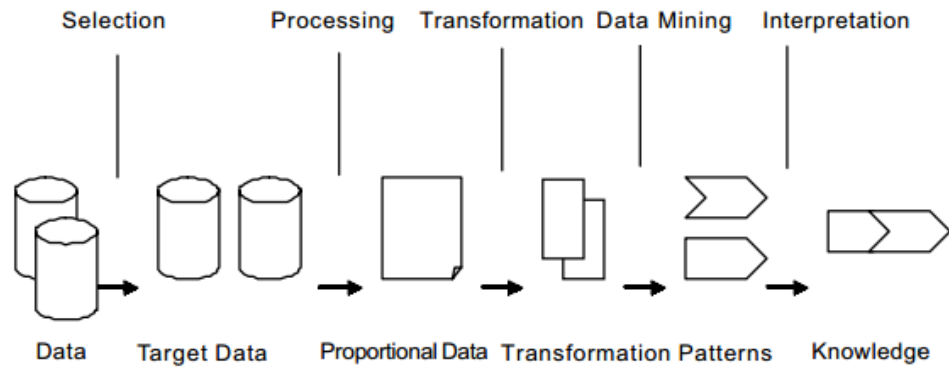 Selection Processing Transformation Data Mining Interpretation
Data Target Data Proportional Data Transformation Patterns Knowledge